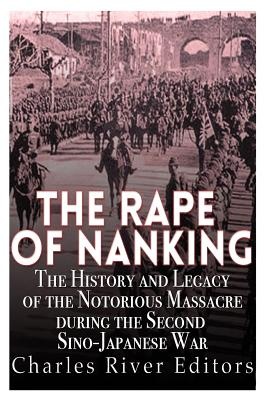 THE RAPE
OF NANKING
The History and Legacy
of the Notorious Massacre
during the Second
Sino-Japanese War
Charles River Editors